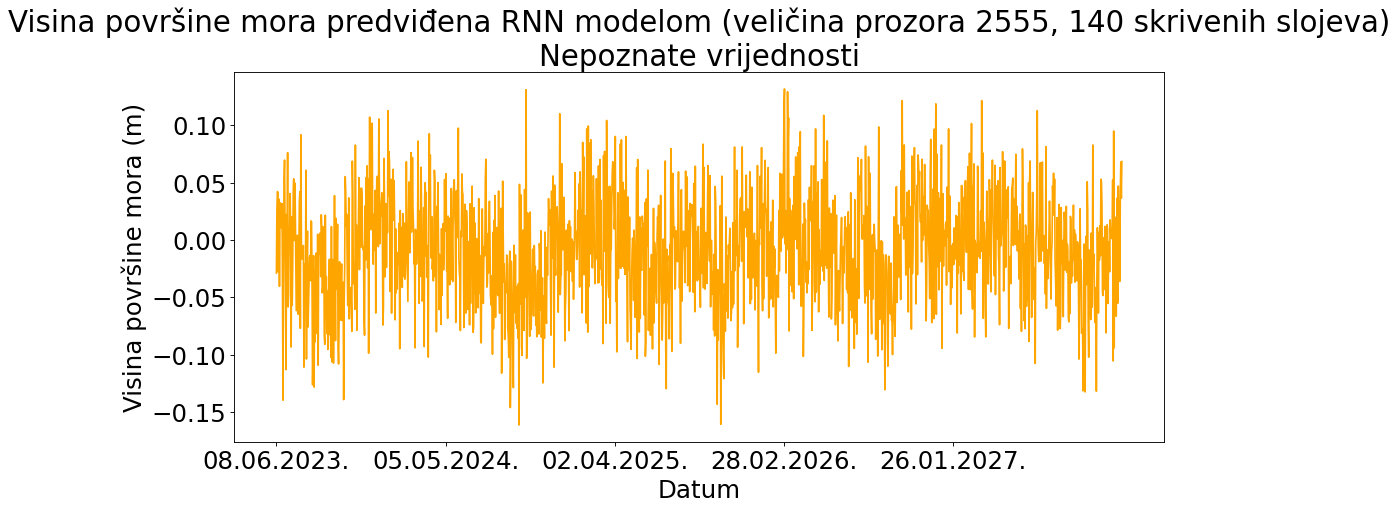 Visina površine mora predviđena RNN modelom (veličina prozora 2555, 140 skrivenih slojeva)
Nepoznate vrijednosti
Visina površine mora (m)
0.10
0.05
0.00
−0.05
−0.10
−0.15
08.06.2023. 05.05.2024. 02.04.2025. 28.02.2026. 26.01.2027.
Datum